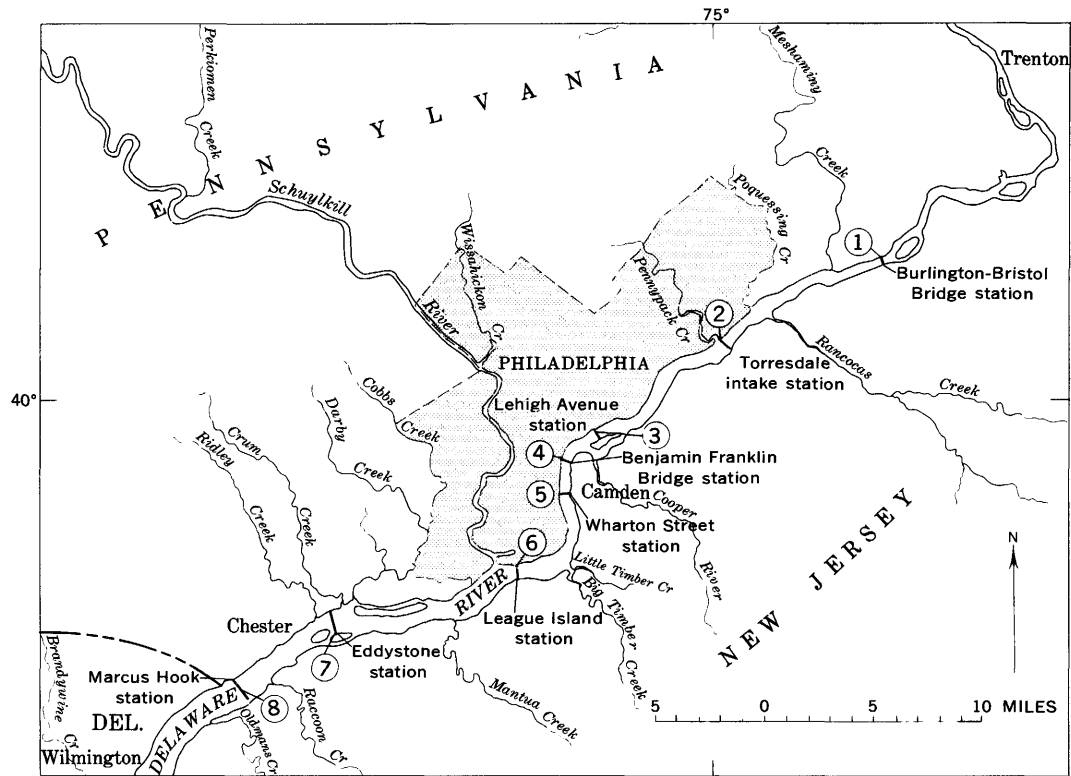 75°
Perkiomen
Creek
PENNSYLVANIA
Meshaminy
Creek
Trenton
Schuylkill
River
Wissahickon
Cr
Poquessing
Cr
Pennypack Cr
1
Burlington-Bristol
Bridge station
2
Torresdale
intake station
Rancocas
Creek
PHILADELPHIA
40°
Lehigh Avenue
station
3
4
Benjamin Franklin
Bridge station
Cobbs
Creek
Darby
Creek
Crum
Creek
Ridley
Creek
5
Camden
Cooper
River
Wharton Street
station
6
NEW JERSEY
N
Little Timber Cr
Big Timber
Creek
RIVER
League Island
station
Chester
7
Eddystone
station
Mantua
Creek
Marcus Hook
station
8
Brandywine
Cr
DEL.
DELAWARE
Oldmans Cr
Raccoon
Cr
Wilmington
5 0 5 10 MILES